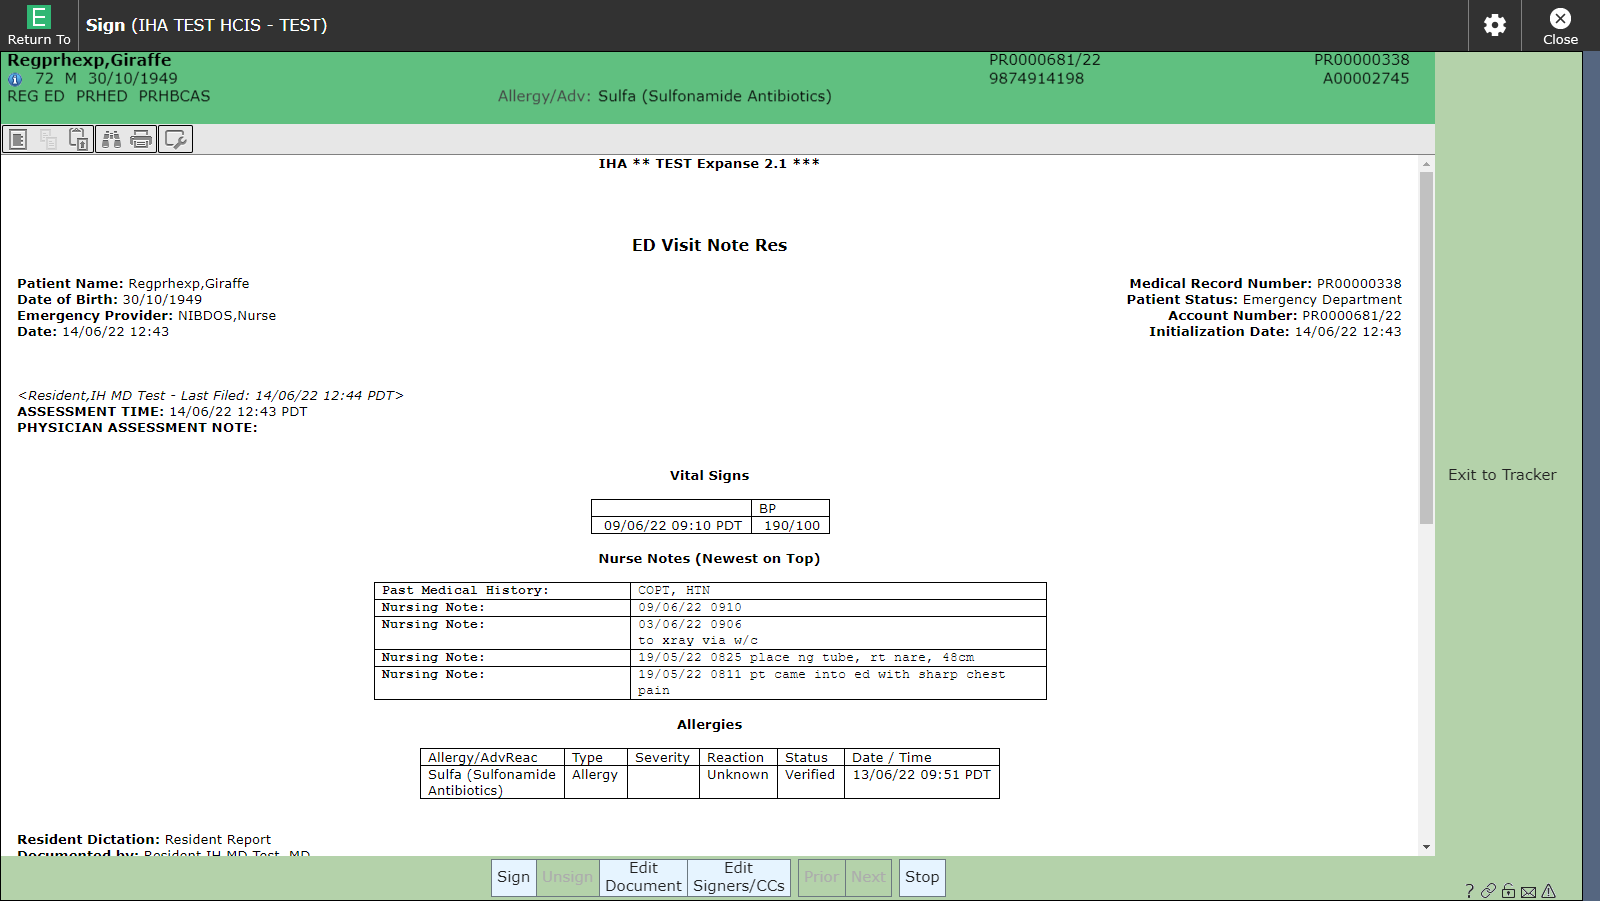 E
Return To
Sign (IHA TEST HCIS - TEST)
Close
Regprhexp,Giraffe
PR0000681/22
PR00000338
72 M 30/10/1949
9874914198
A00002745
REG ED PRHED PRHBCAS
Allergy/Adv: Sulfa (Sulfonamide Antibiotics)
IHA ** TEST Expanse 2.1 ***
ED Visit Note Res
Patient Name: Regprhexp,Giraffe
Medical Record Number: PR00000338
Date of Birth: 30/10/1949
Patient Status: Emergency Department
Emergency Provider: NIBDOS,Nurse
Account Number: PR0000681/22
Date: 14/06/22 12:43
Initialization Date: 14/06/22 12:43
<Resident,IH MD Test - Last Filed: 14/06/22 12:44 PDT>
ASSESSMENT TIME: 14/06/22 12:43 PDT
PHYSICIAN ASSESSMENT NOTE:
Vital Signs
BP
09/06/22 09:10 PDT 190/100
Nurse Notes (Newest on Top)
Past Medical History: COPT, HTN
Nursing Note: 09/06/22 0910
Nursing Note: 03/06/22 0906
to xray via w/c
Nursing Note: 19/05/22 0825 place ng tube, rt nare, 48cm
Nursing Note: 19/05/22 0811 pt came into ed with sharp chest
pain
Allergies
Allergy/AdvReac Type Severity Reaction Status Date / Time
Sulfa (Sulfonamide Allergy Unknown Verified 13/06/22 09:51 PDT
Antibiotics)
Resident Dictation: Resident Report
Documented by: Resident,IH MD Test, MD
Exit to Tracker
Sign
Unsign
Edit
Document
Edit
Signers/CCs
Prior
Next
Stop
?